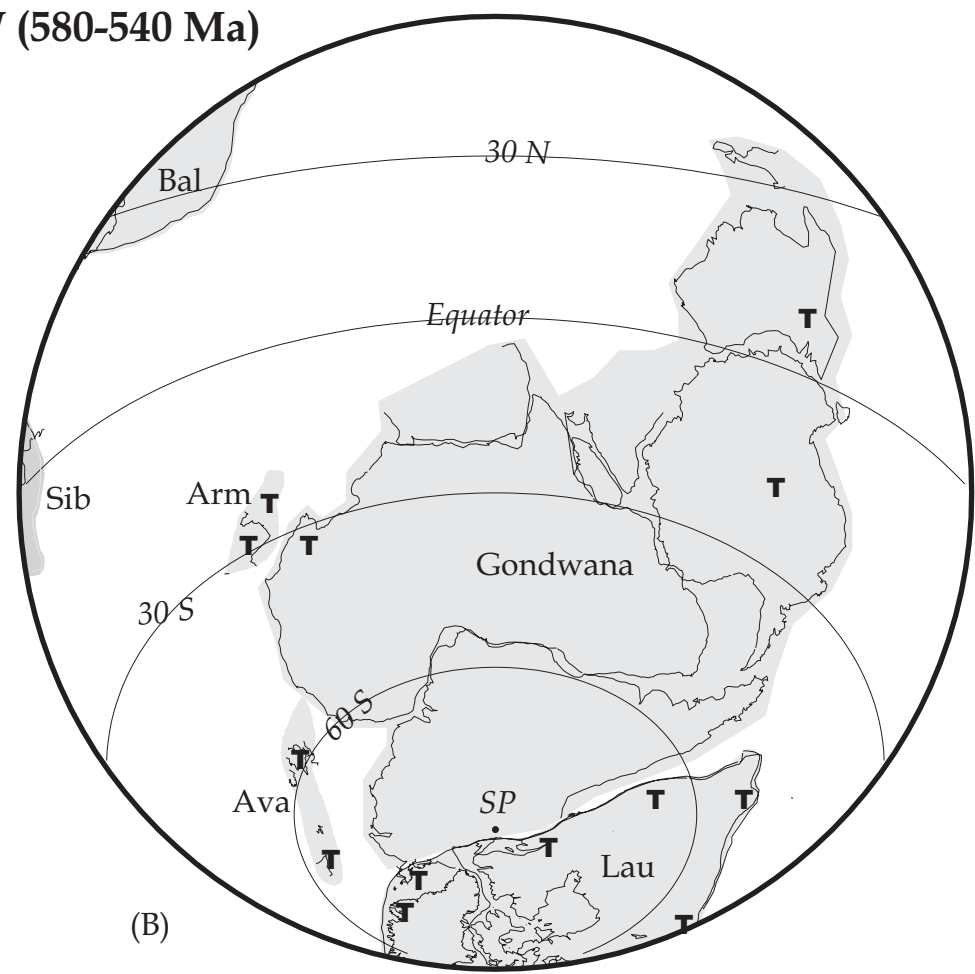 (580-540 Ma)
30 N
Bal
Equator
T
T
Sib
Arm
T
T
T
Gondwana
30 S
60 S
T
Ava
SP
T
T
T
T
Lau
T
T
T
(B)